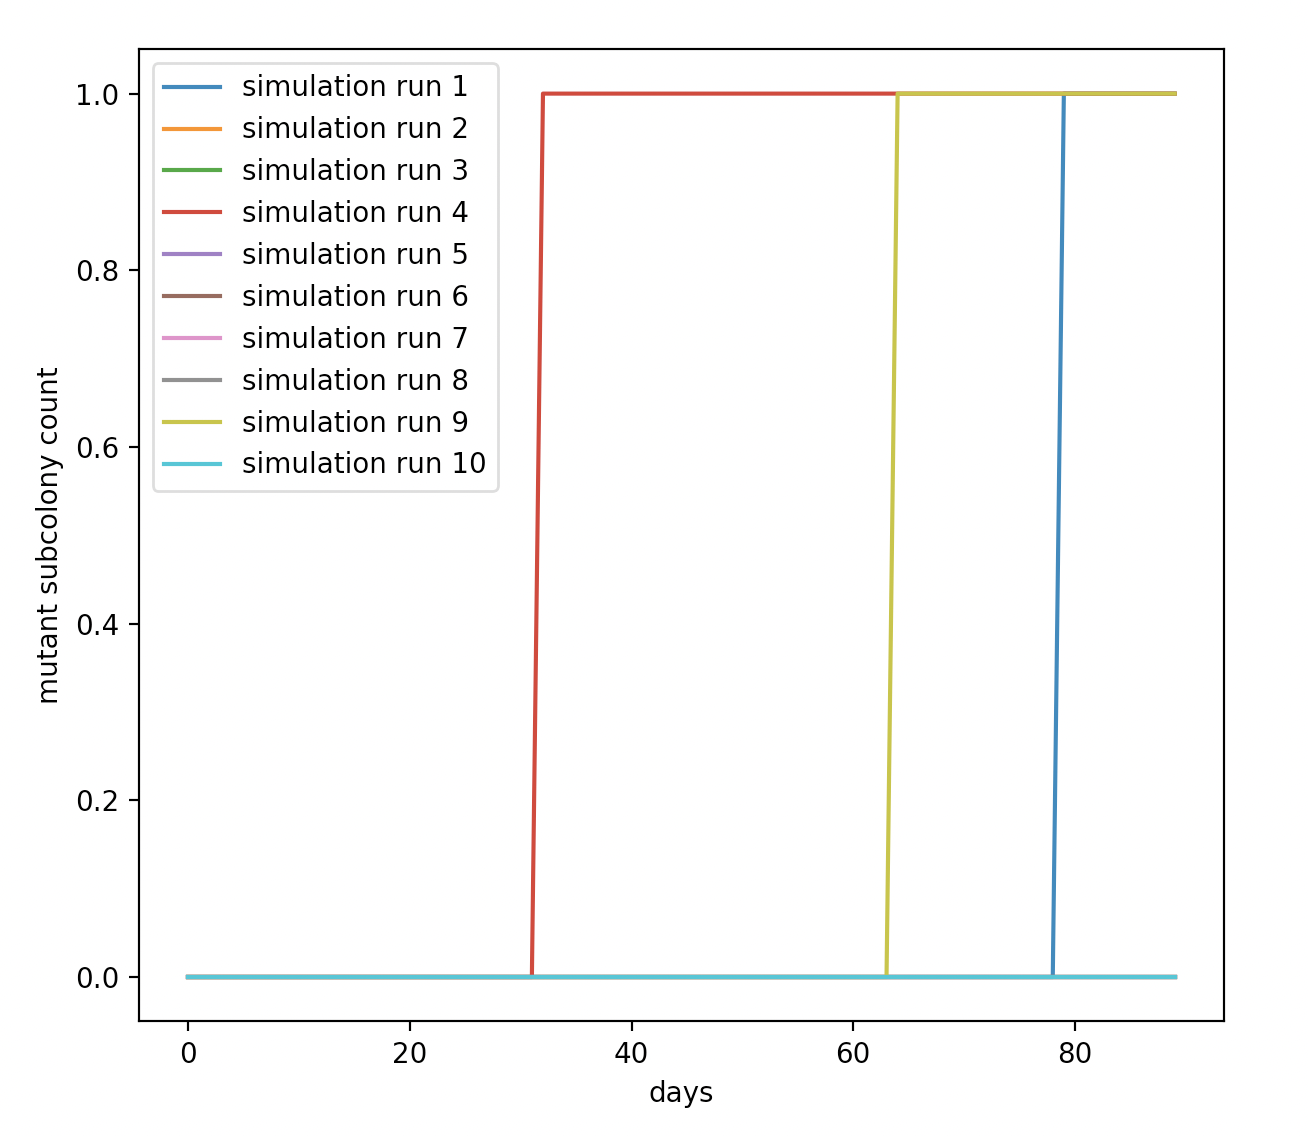 simulation run 1
simulation run 2
simulation run 3
simulation run 4
simulation run 5
simulation run 6
simulation run 7
simulation run 8
simulation run 9
simulation run 10
1.0
0.8
0.6
0.4
0.2
0.0
mutant subcolony count
0 20 40 60 80
days